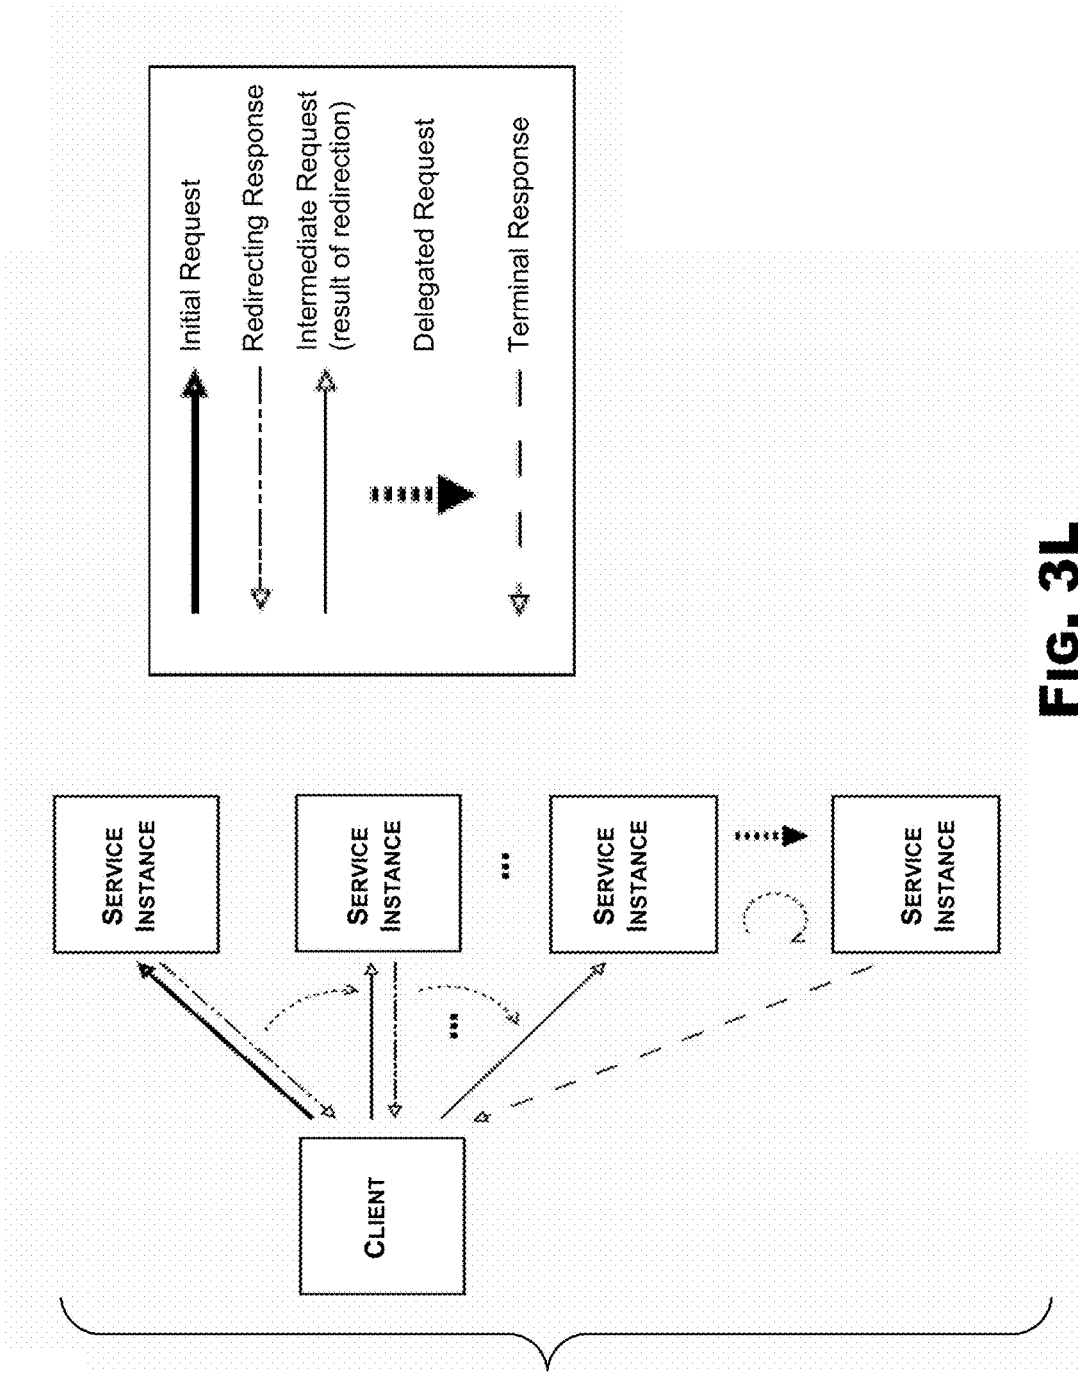 Initial Request
Redirecting Response
Intermediate Request
(result of redirection)
Delegated Request
Terminal Response
SERVICE
INSTANCE
SERVICE
INSTANCE
...
SERVICE
INSTANCE
SERVICE
INSTANCE
...
CLIENT
FIG. 3L